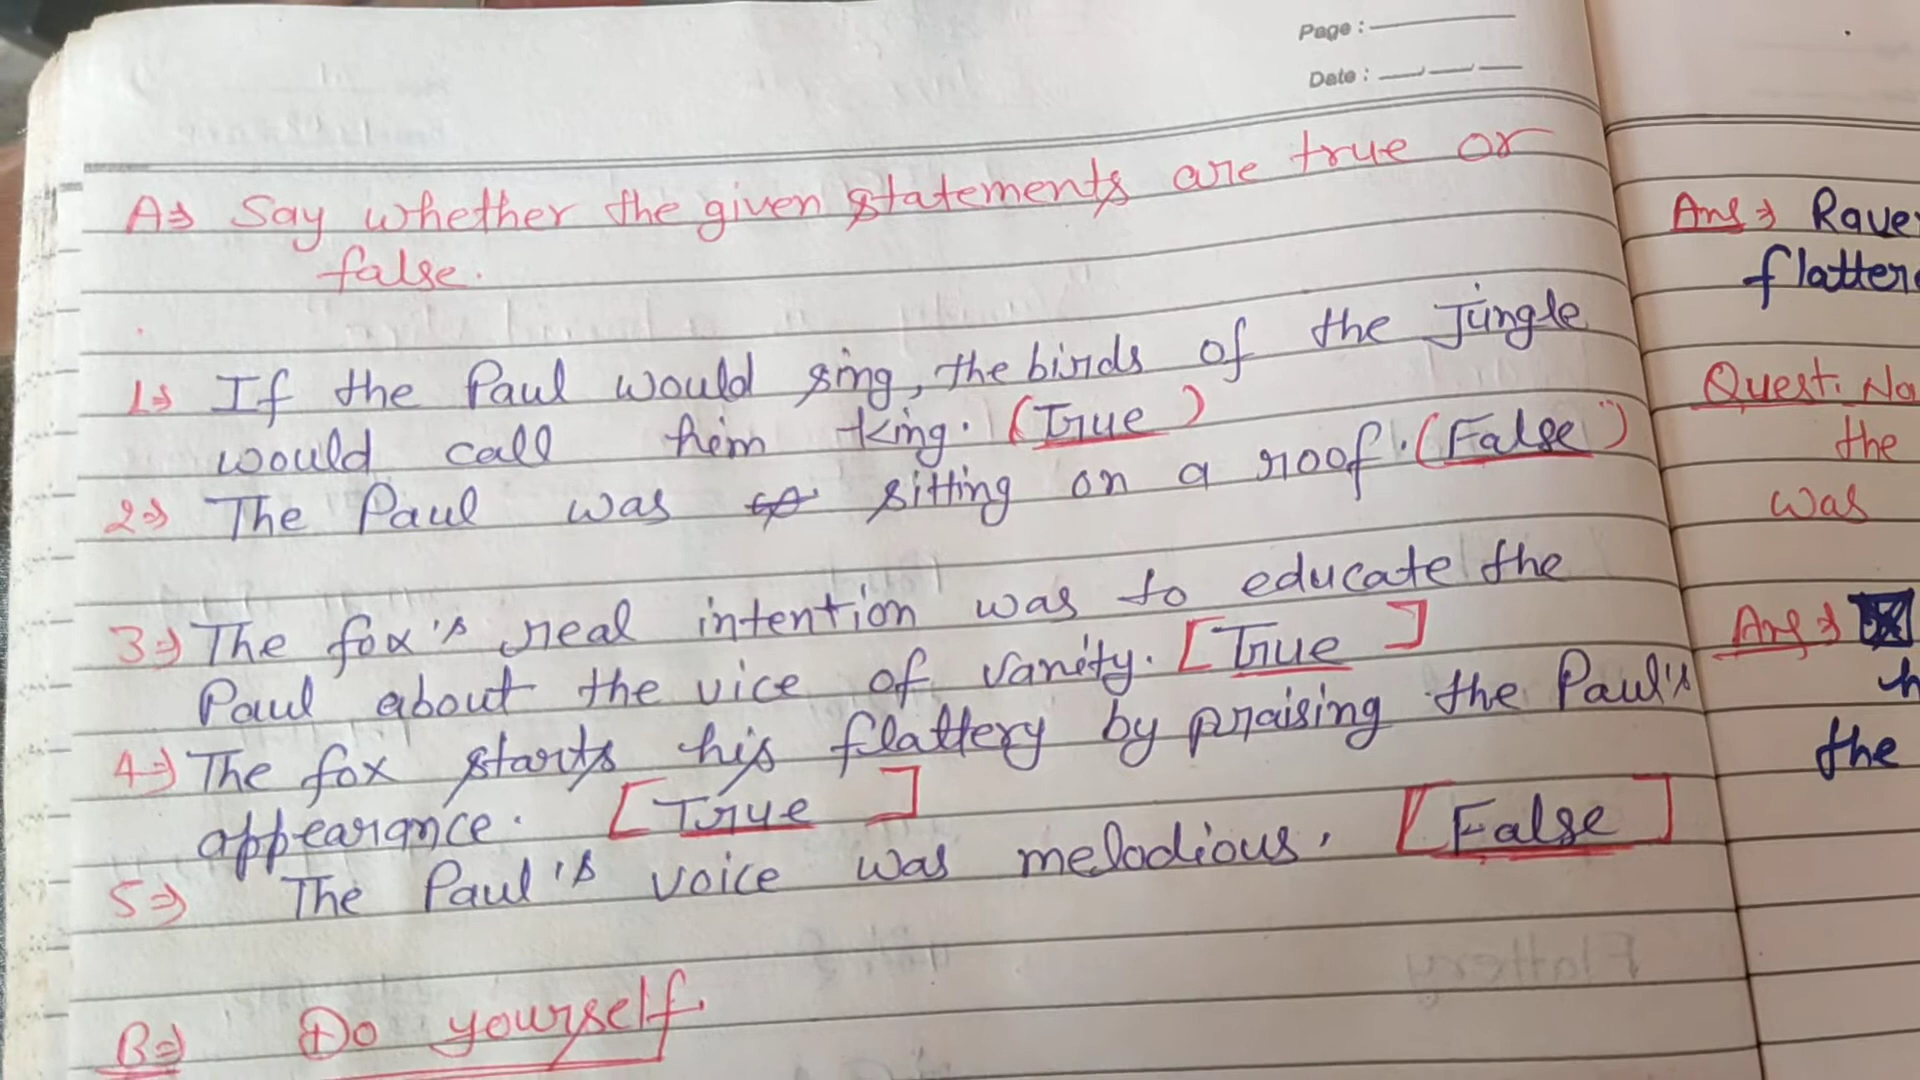 Page :
Date :
A⇒ Say whether the given statements are true or
false.
1⇒ If the Paul would sing, the birds of the Jungle
would call him king. (True)
2⇒ The Paul was sitting on a roof. (False)
3⇒ The fox's real intention was to educate the
Paul about the vice of vanity. [True]
4⇒ The fox starts his flattery by praising the Paul's
appearance. [True]
5⇒ The Paul's voice was melodious. [False]
B⇒ Do yourself.
Ans⇒
Quest. No
the
was
Ans⇒
the